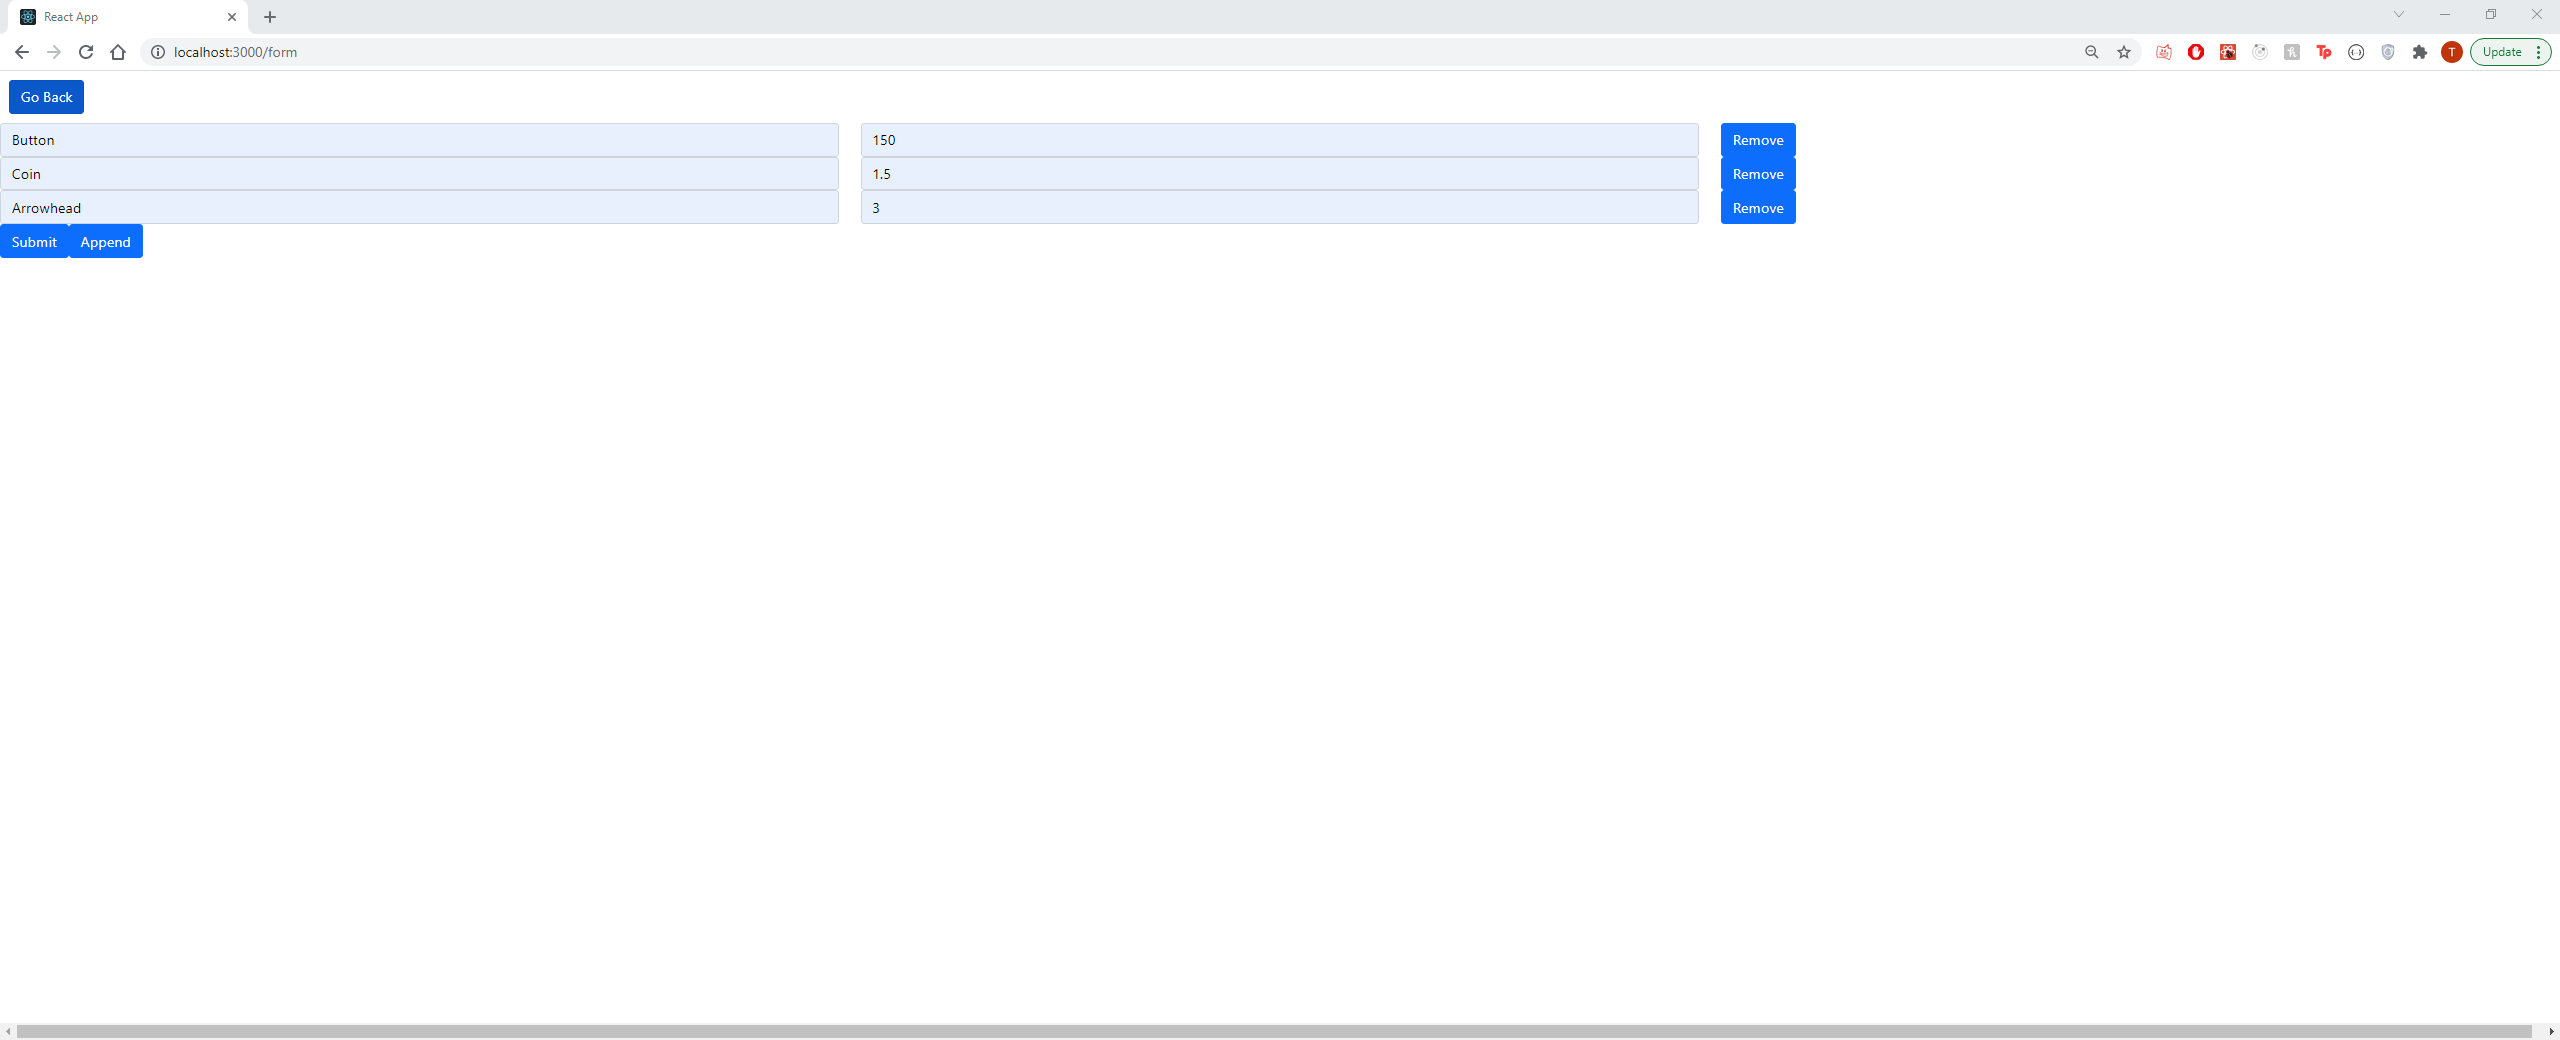 React App
localhost:3000/form
Tp
T
Update
Go Back
Button 150 Remove
Coin 1.5 Remove
Arrowhead 3 Remove
Submit Append